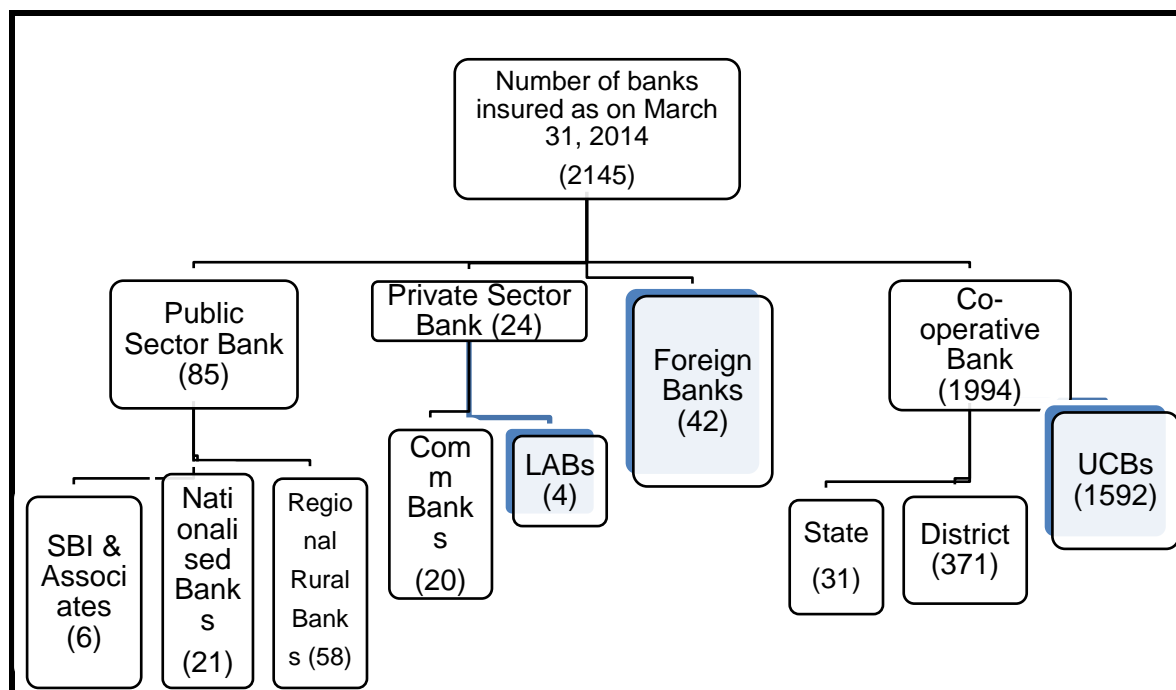 Number of banks
insured as on March
31, 2014
(2145)
Public
Sector Bank
(85)
Private Sector
Bank (24)
Foreign
Banks
(42)
Co-
operative
Bank
(1994)
SBI &
Associ
ates
(6)
Nati
onali
sed
Bank
s
(21)
Regio
nal
Rural
Bank
s (58)
Com
m
Bank
s
(20)
LABs
(4)
State
(31)
District
(371)
UCBs
(1592)